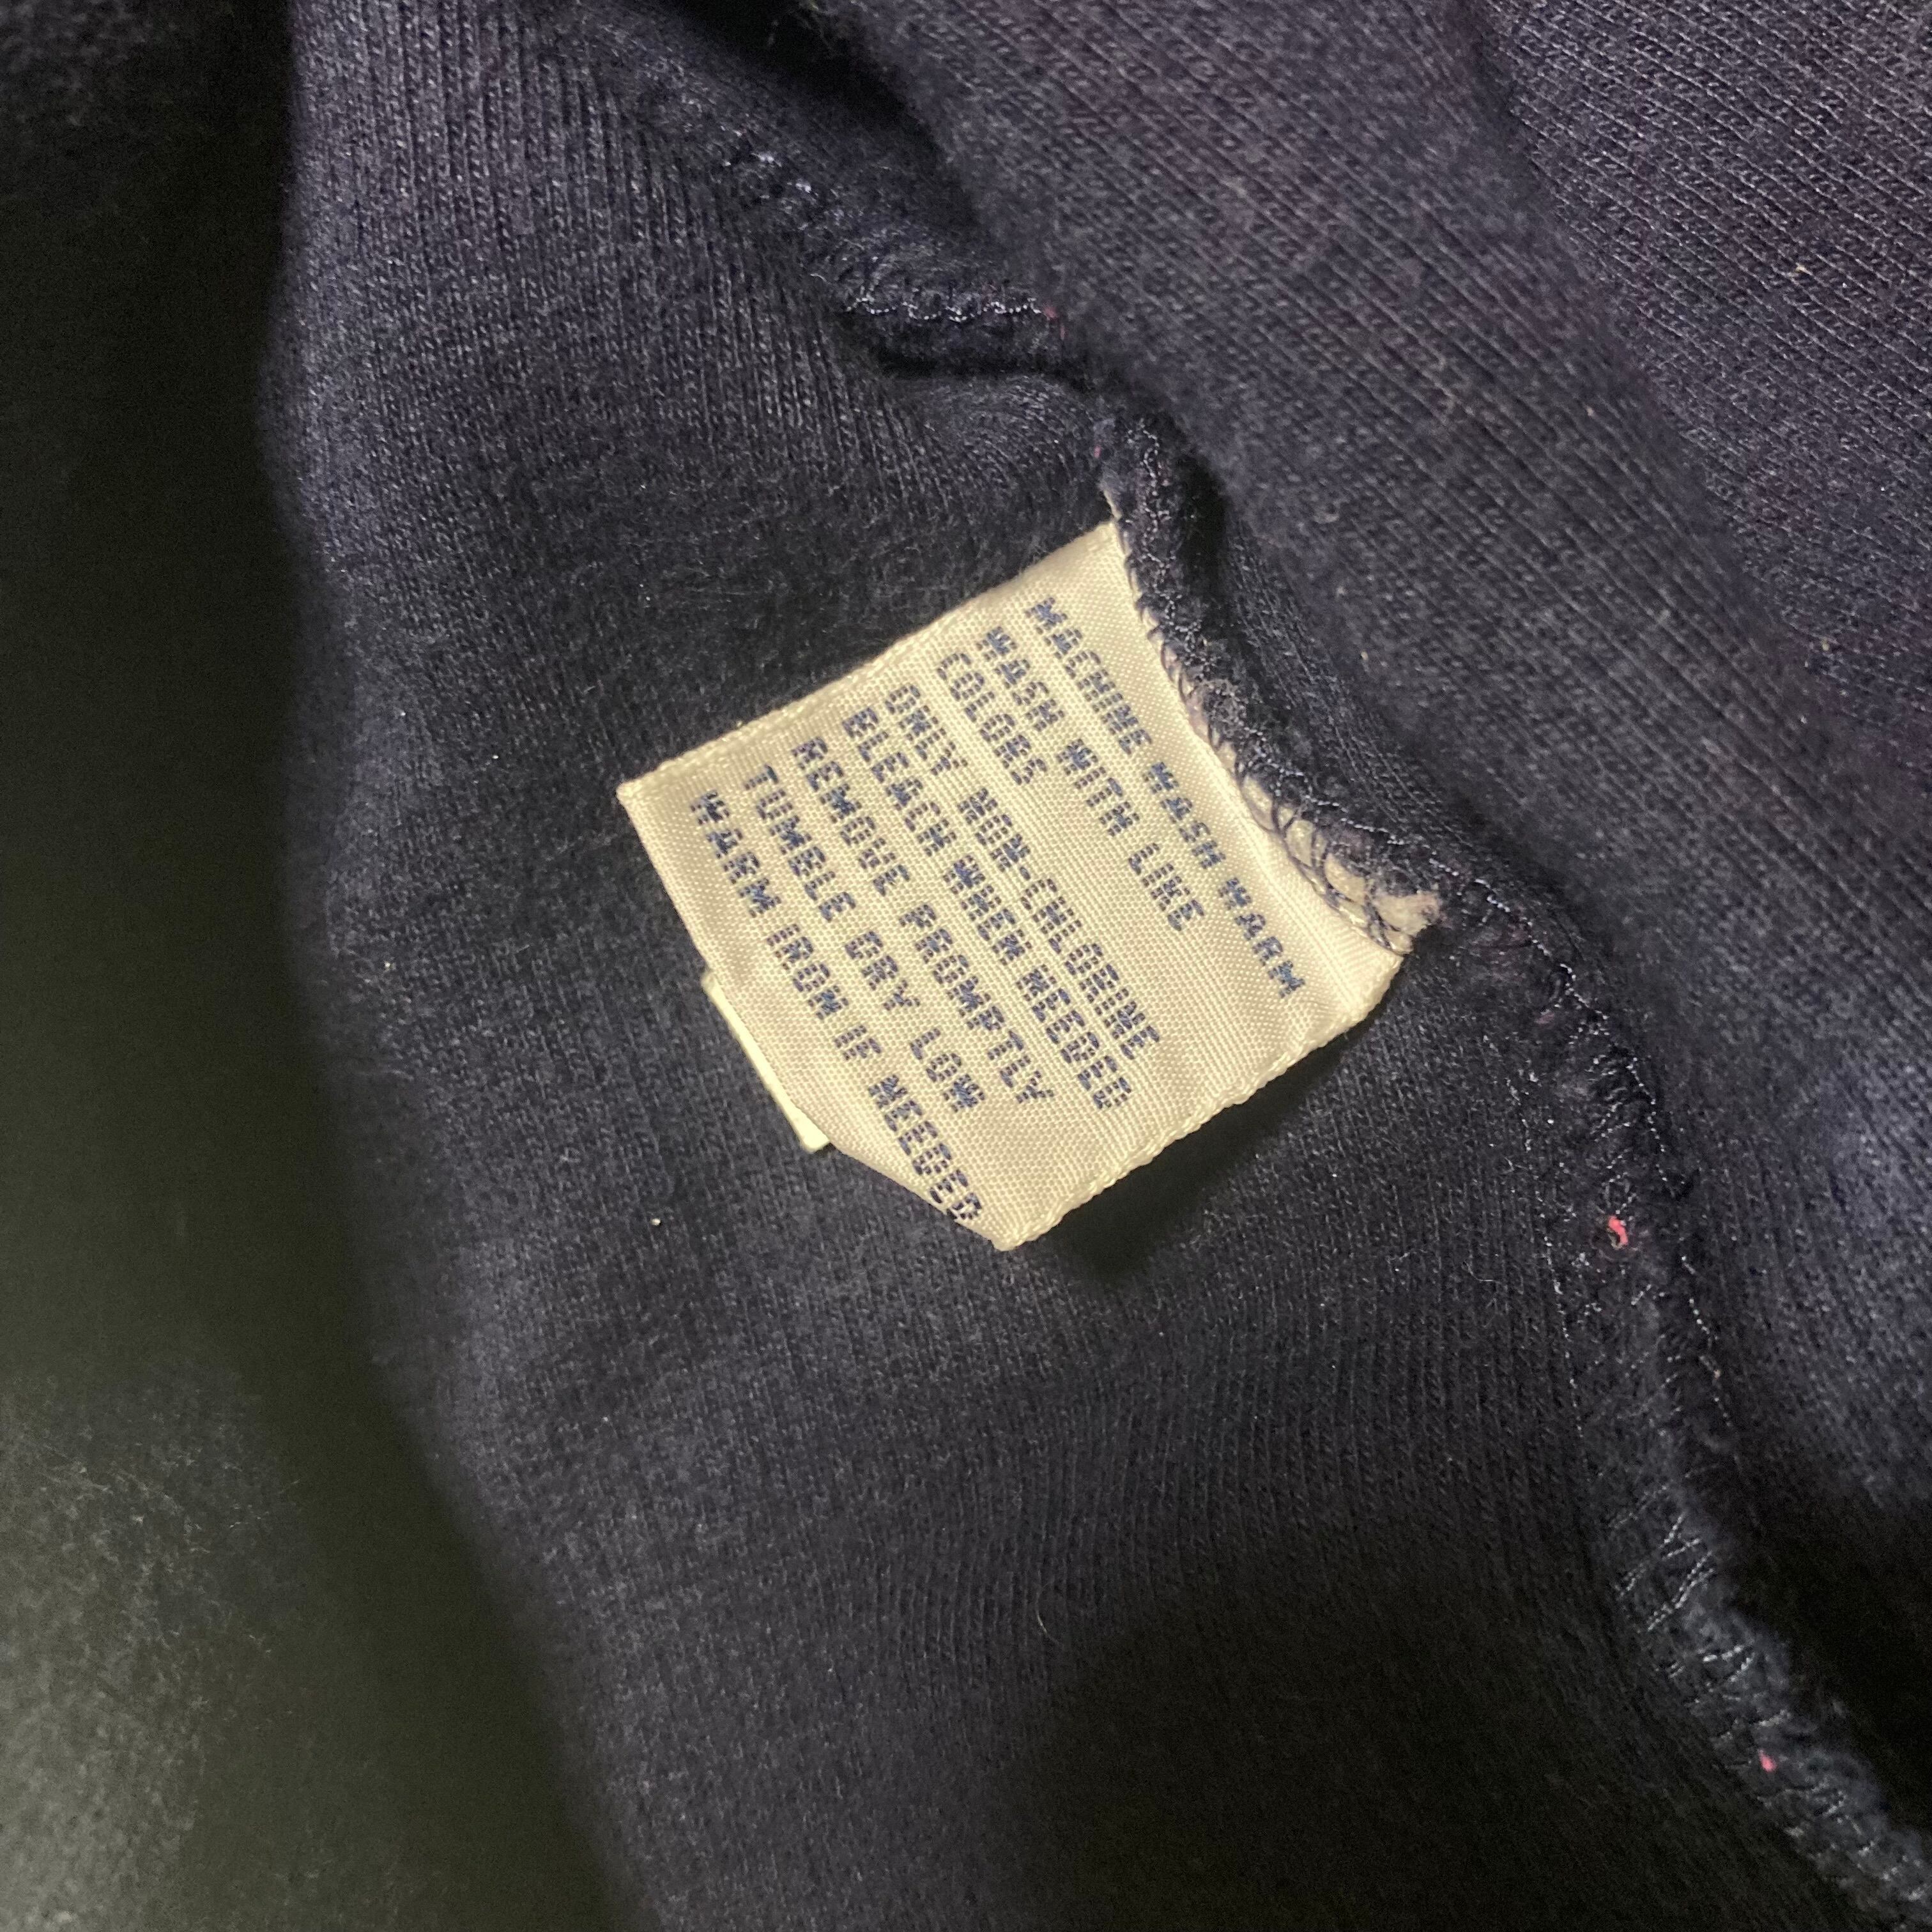 MACHINE WASH WARM
WASH WITH LIKE
COLORS
ONLY NON-CHLORINE
BLEACH WHEN NEEDED
REMOVE PROMPTLY
TUMBLE DRY LOW
WARM IRON IF NEEDED